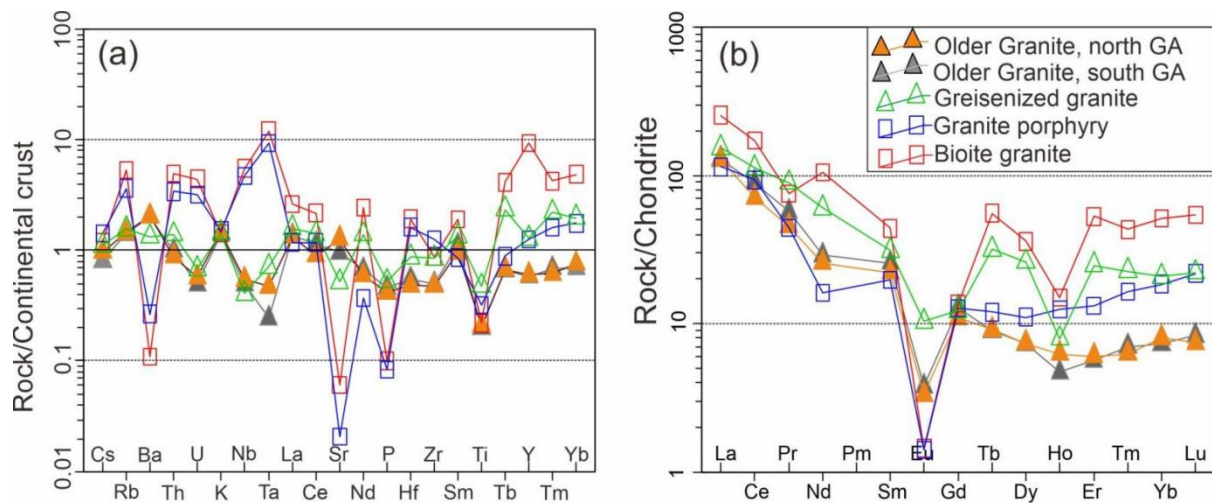 (a)
Rock/Continental crust
100
10
1
0.1
0.01
Cs Ba U Nb La Sr P Zr Ti Y Yb
Rb Th K Ta Ce Nd Hf Sm Tb Tm
(b)
Rock/Chondrite
1000
100
10
1
Older Granite, north GA
Older Granite, south GA
Greisenized granite
Granite porphyry
Bioite granite
La Pr Pm Eu Tb Ho Tm Lu
Ce Nd Sm Gd Dy Er Yb